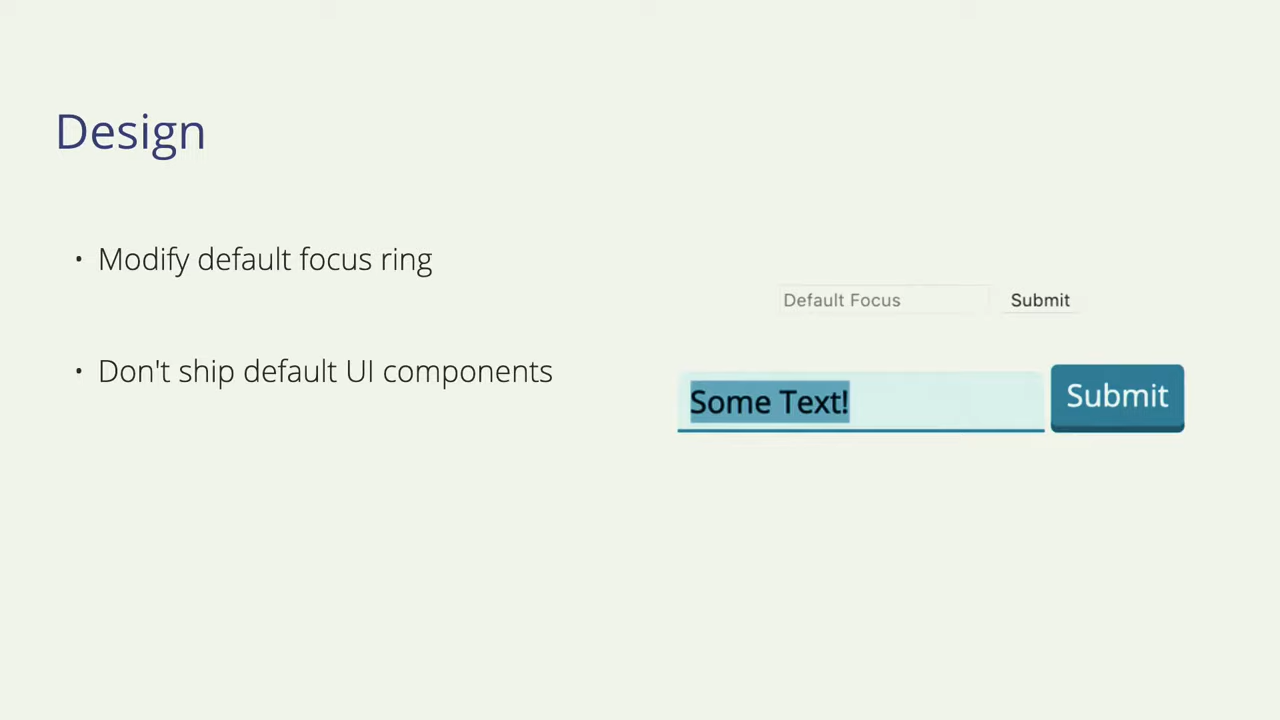 Design
• Modify default focus ring
• Don't ship default UI components
Default Focus Submit
Some Text! Submit